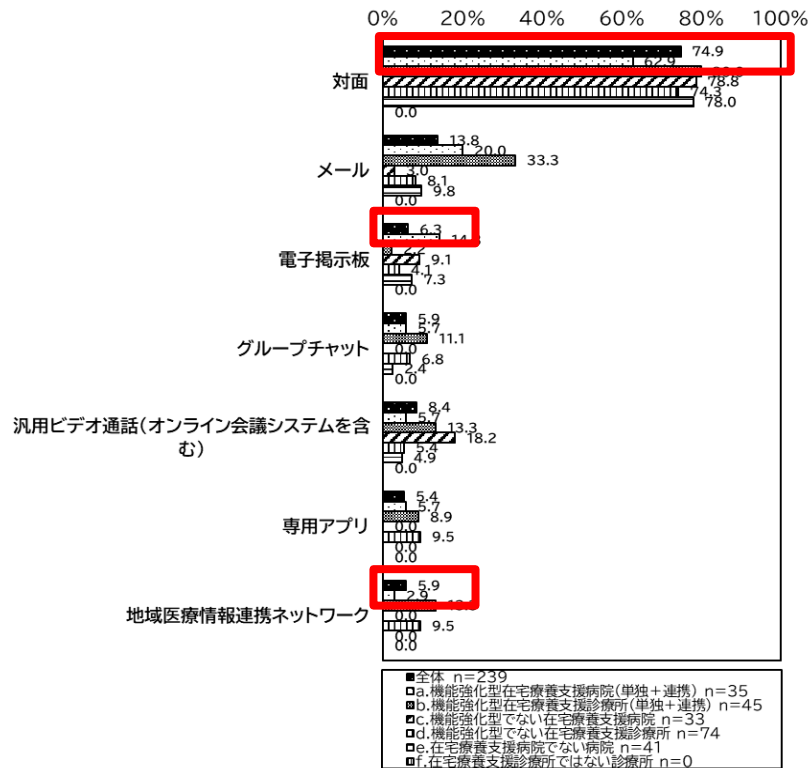 0% 20% 40% 60% 80% 100%
対面
74.9
62.9
78.8
74.3
78.0
0.0
メール
13.8
20.0
33.3
3.0
8.1
9.8
0.0
電子掲示板
6.3
2.2
9.1
4.1
7.3
0.0
グループチャット
5.9
5.7
11.1
0.0
6.8
2.4
0.0
汎用ビデオ通話(オンライン会議システムを含
む)
8.4
5.7
13.3
18.2
5.4
4.9
0.0
専用アプリ
5.4
5.7
8.9
0.0
9.5
0.0
0.0
地域医療情報連携ネットワーク
5.9
2.9
0.0
9.5
0.0
0.0
全体 n=239
a.機能強化型在宅療養支援病院(単独+連携) n=35
b.機能強化型在宅療養支援診療所(単独+連携) n=45
c.機能強化型でない在宅療養支援病院 n=33
d.機能強化型でない在宅療養支援診療所 n=74
e.在宅療養支援病院でない病院 n=41
f.在宅療養支援診療所ではない診療所 n=0